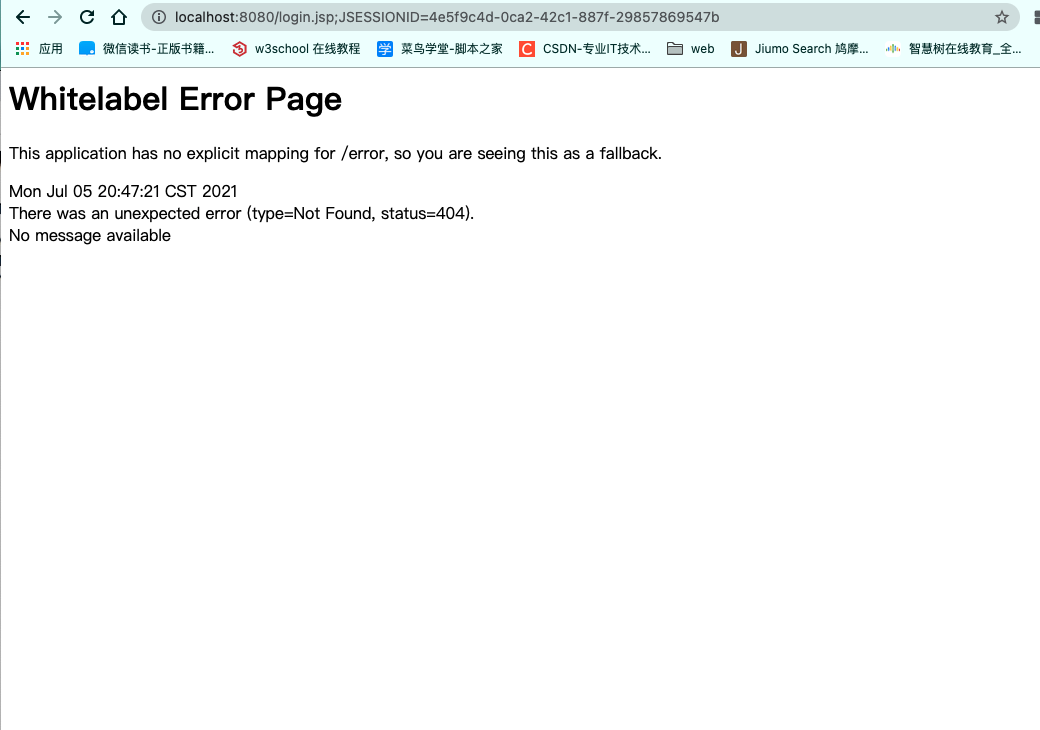 localhost:8080/login.jsp;JSESSIONID=4e5f9c4d-0ca2-42c1-887f-29857869547b
应用 微信读书-正版书籍... w3school 在线教程 学 菜鸟学堂-脚本之家 C CSDN-专业IT技术... web J Jiumo Search 鸠摩... 智慧树在线教育_全...
Whitelabel Error Page
This application has no explicit mapping for /error, so you are seeing this as a fallback.
Mon Jul 05 20:47:21 CST 2021
There was an unexpected error (type=Not Found, status=404).
No message available